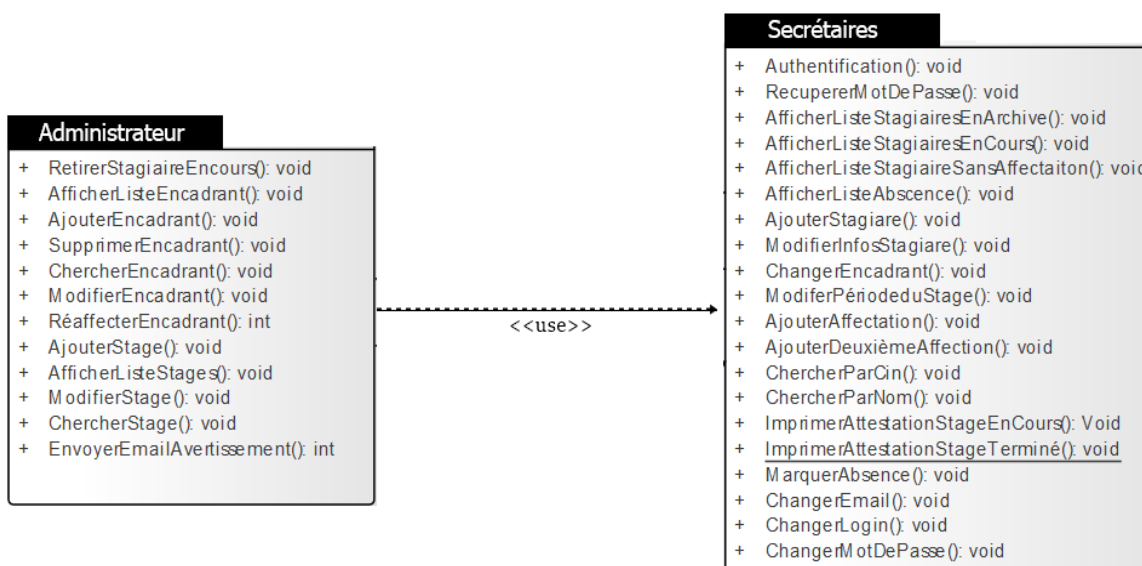 Administrateur
+ RetirerStagiaireEncours(): void
+ AfficherListeEncadrant(): void
+ AjouterEncadrant(): void
+ SupprimerEncadrant(): void
+ ChercherEncadrant(): void
+ ModifierEncadrant(): void
+ RéaffecterEncadrant(): int
+ AjouterStage(): void
+ AfficherListeStages(): void
+ ModifierStage(): void
+ ChercherStage(): void
+ EnvoyerEmailAvertissement(): int
<<use>>
Secrétaires
+ Authentification(): void
+ RecupererMotDePasse(): void
+ AfficherListeStagiairesEnArchive(): void
+ AfficherListeStagiairesEnCours(): void
+ AfficherListeStagiaireSansAffectaiton(): void
+ AfficherListeAbscence(): void
+ AjouterStagiare(): void
+ ModifierInfosStagiare(): void
+ ChangerEncadrant(): void
+ ModiferPériodeduStage(): void
+ AjouterAffectation(): void
+ AjouterDeuxièmeAffection(): void
+ ChercherParCin(): void
+ ChercherParNom(): void
+ ImprimerAttestationStageEnCours(): Void
+ ImprimerAttestationStageTerminé(): void
+ MarquerAbsence(): void
+ ChangerEmail(): void
+ ChangerLogin(): void
+ ChangerMotDePasse(): void